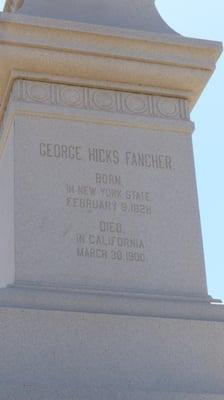 GEORGE HICKS FANCHER.
BORN
IN NEW YORK STATE
FEBRUARY 9, 1828
DIED,
IN CALIFORNIA
MARCH 30, 1900.